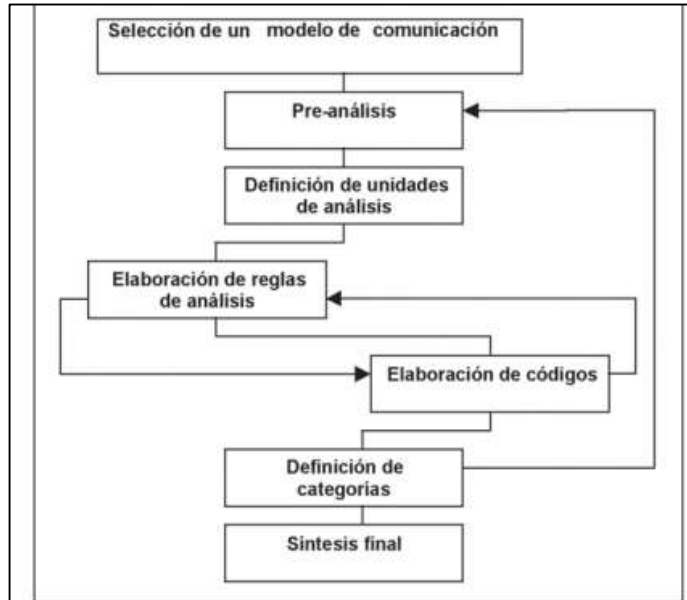 Selección de un modelo de comunicación
Pre-análisis
Definición de unidades
de análisis
Elaboración de reglas
de análisis
Elaboración de códigos
Definición de
categorias
Sintesis final